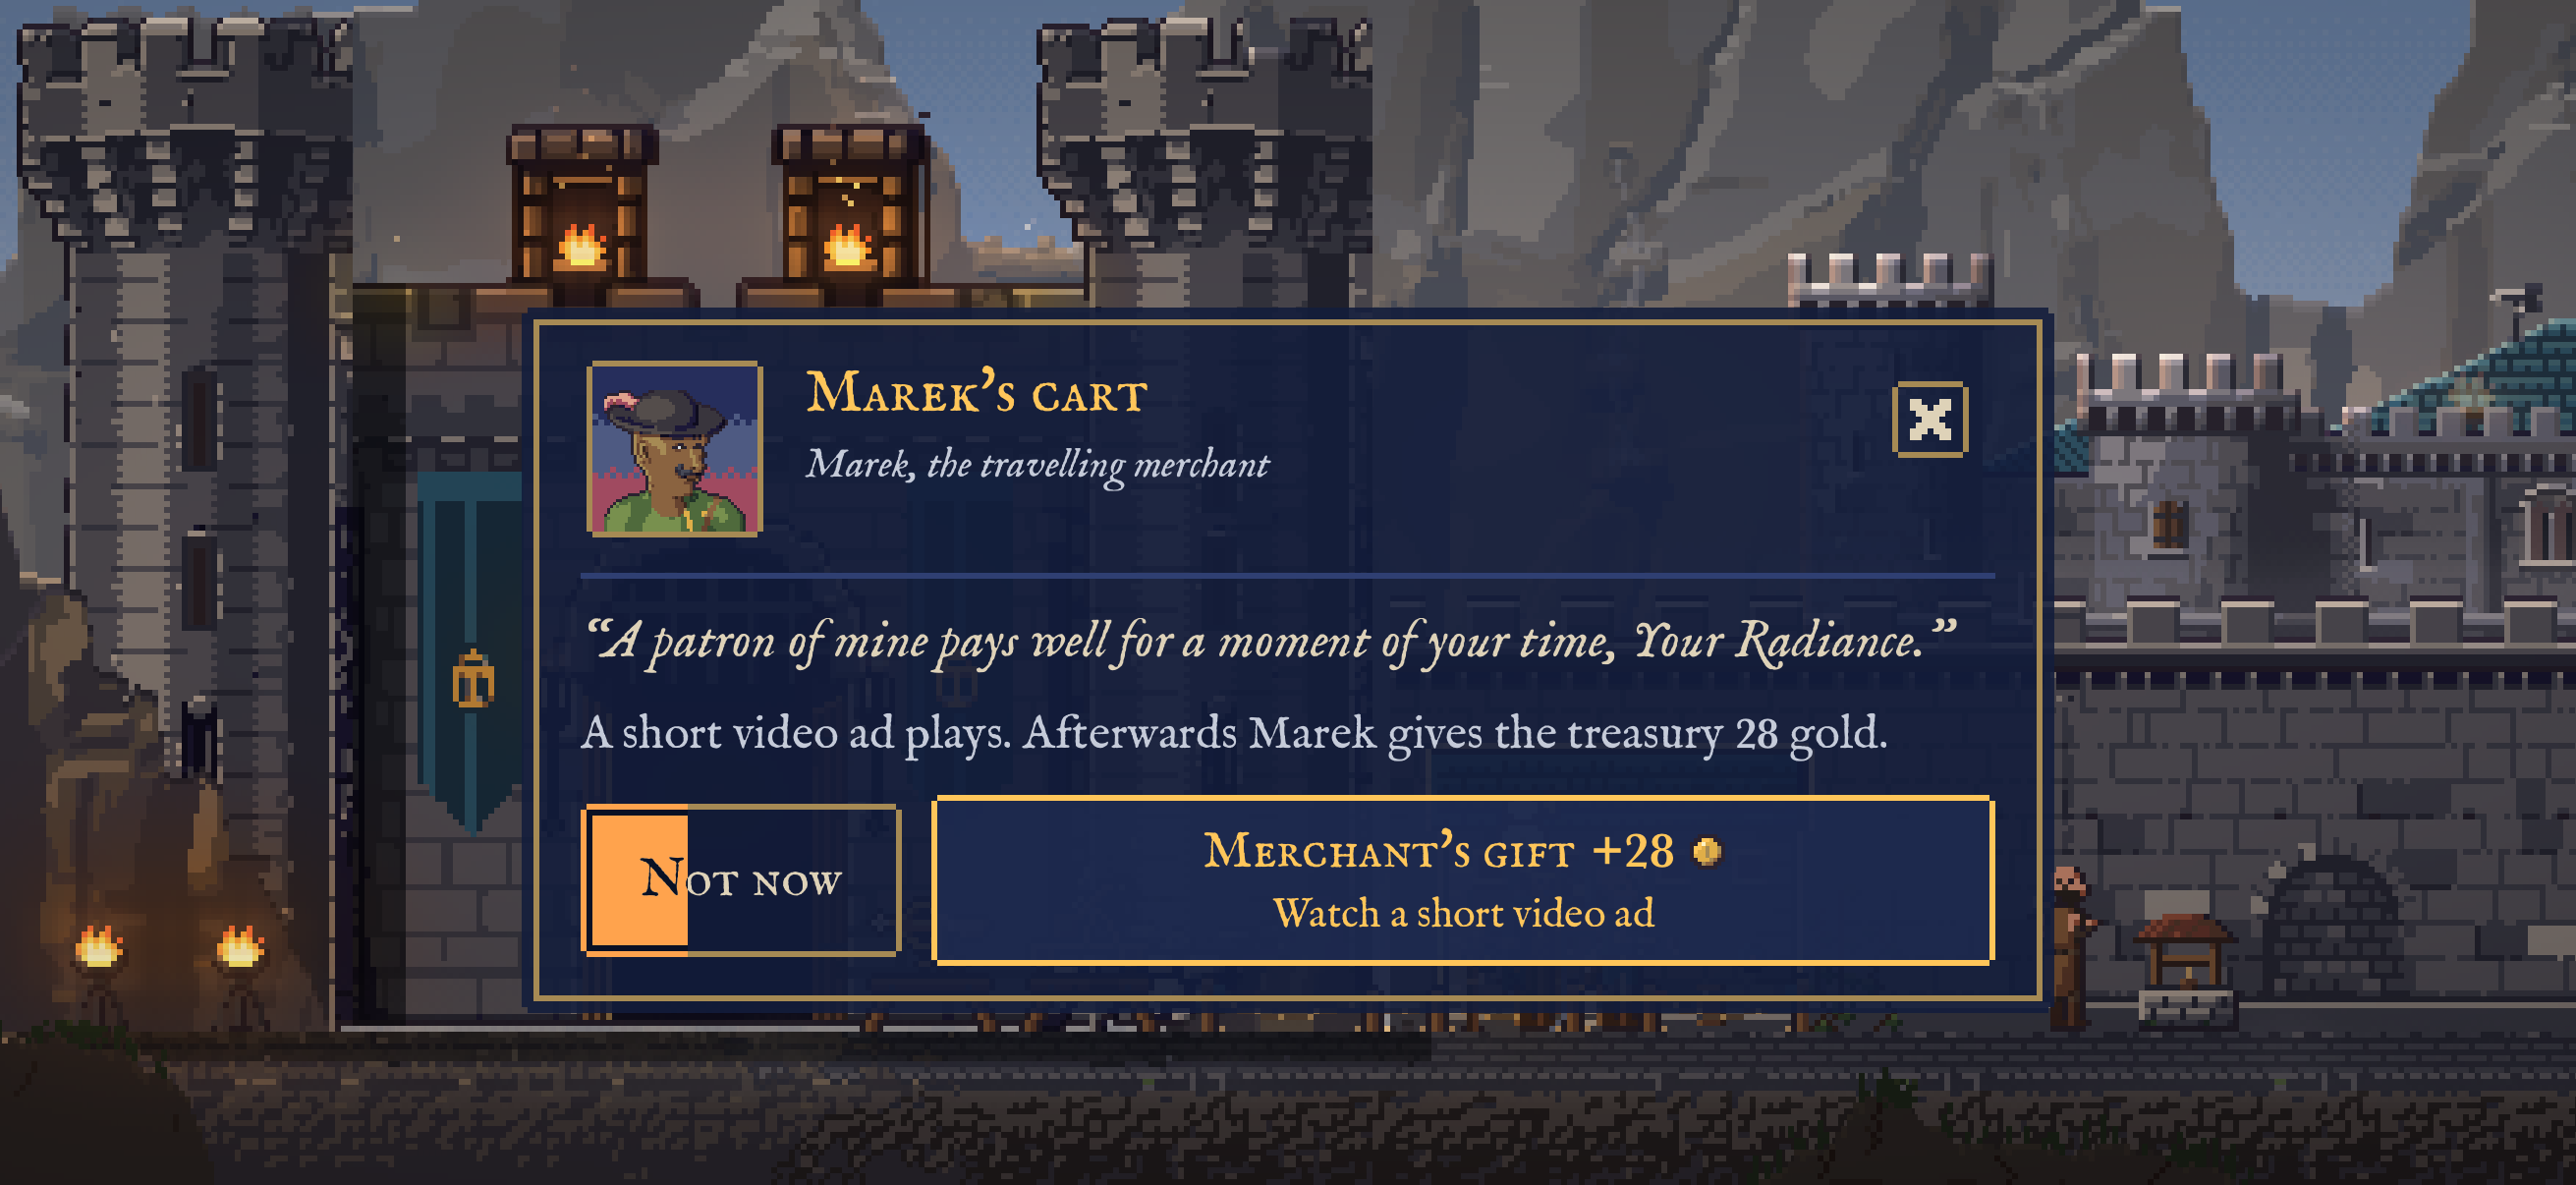 Marek's cart
Marek, the travelling merchant
“A patron of mine pays well for a moment of your time, Your Radiance.”
A short video ad plays. Afterwards Marek gives the treasury 28 gold.
Not now
Merchant's gift +28
Watch a short video ad